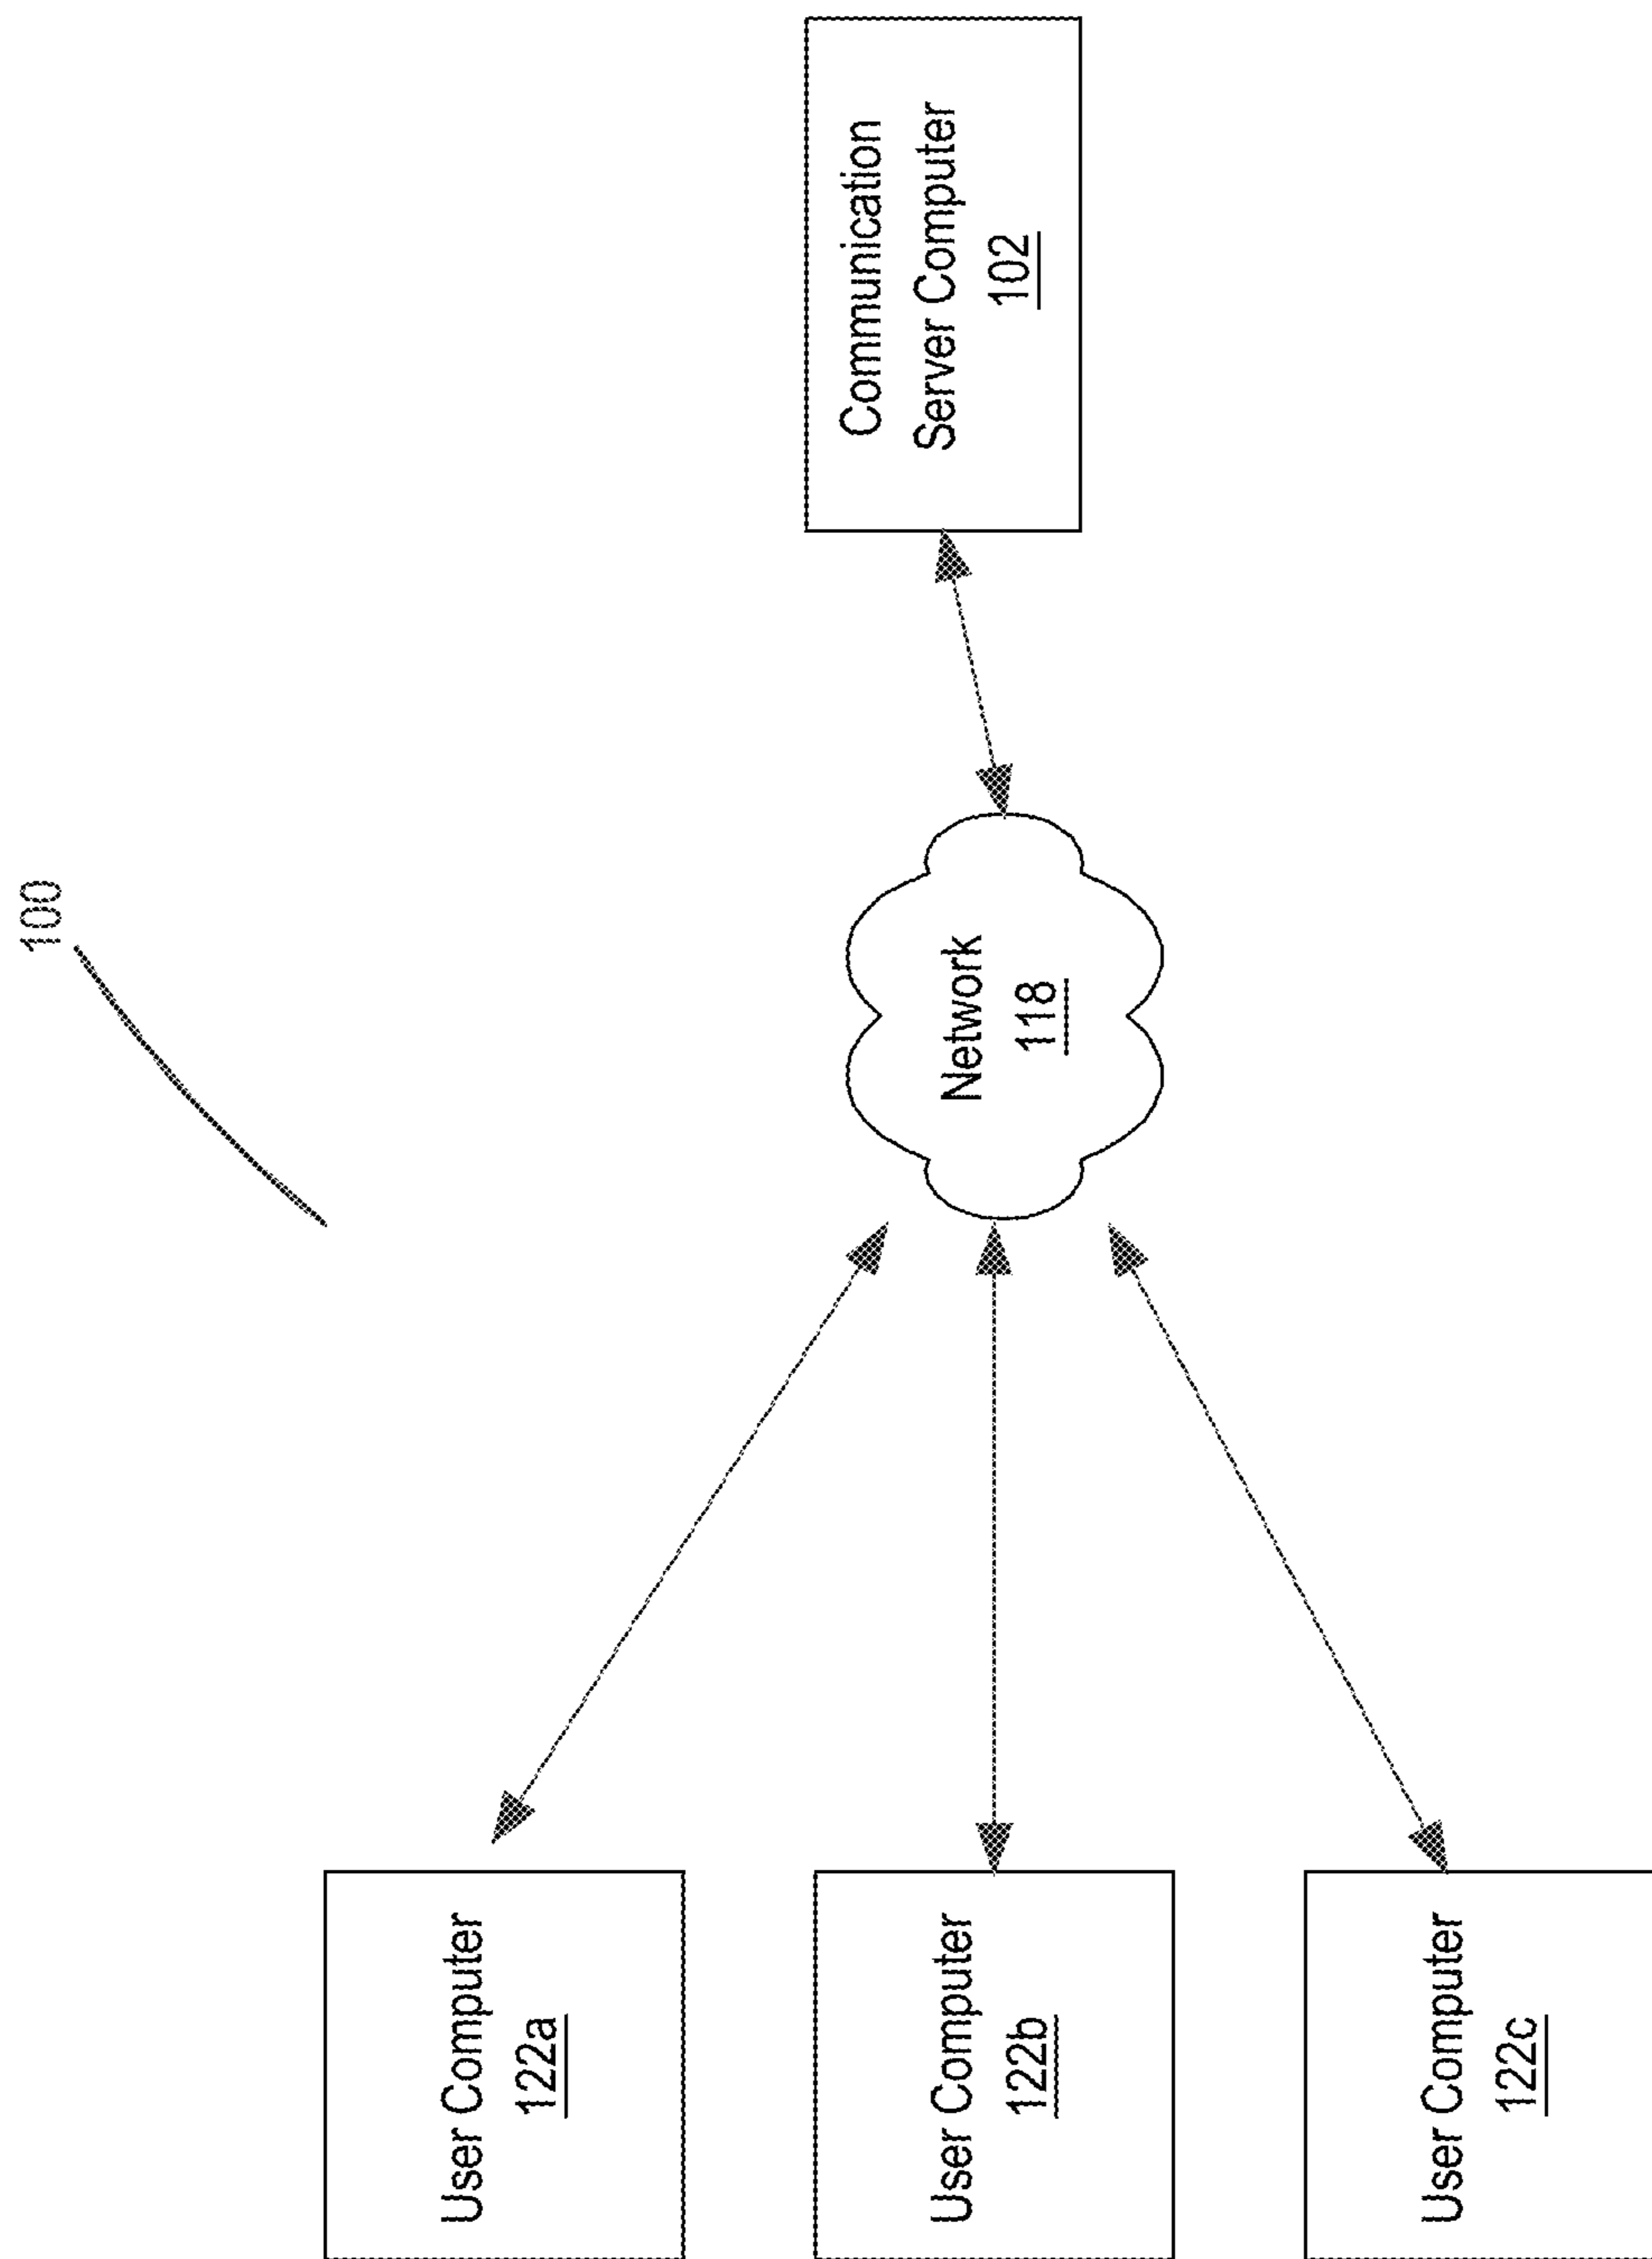 100
User Computer
122a
User Computer
122b
User Computer
122c
Network
118
Communication
Server Computer
102